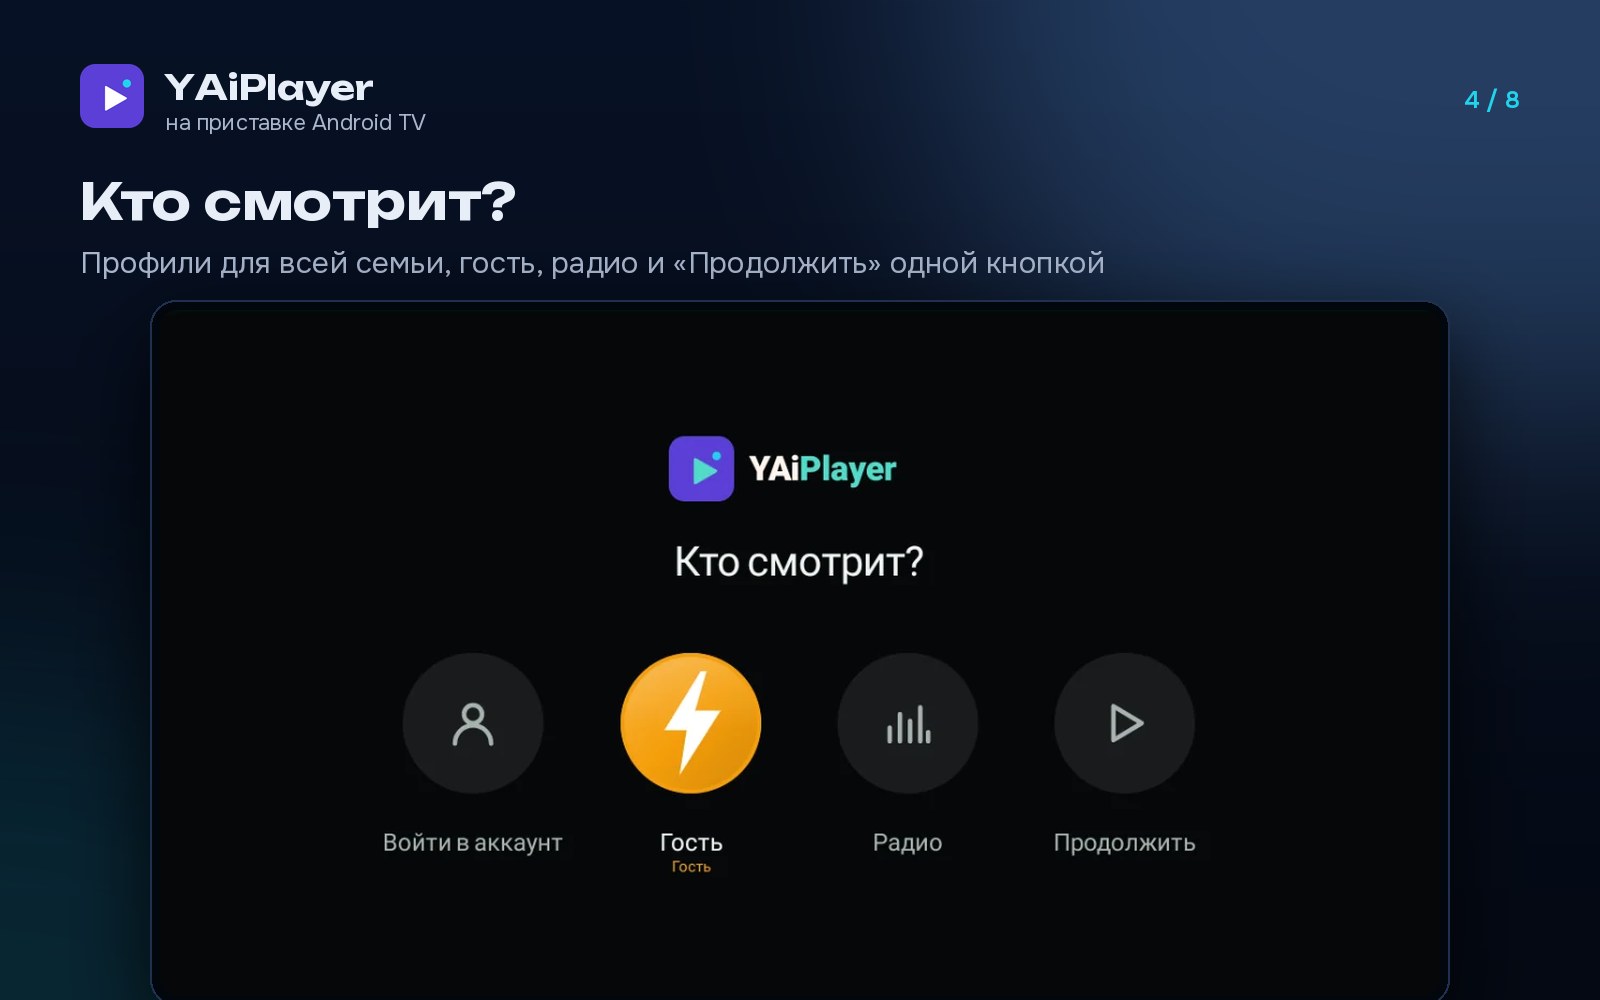 YAiPlayer
на приставке Android TV
4 / 8
Кто смотрит?
Профили для всей семьи, гость, радио и «Продолжить» одной кнопкой
YAiPlayer
Кто смотрит?
Войти в аккаунт
Гость
Гость
Радио
Продолжить